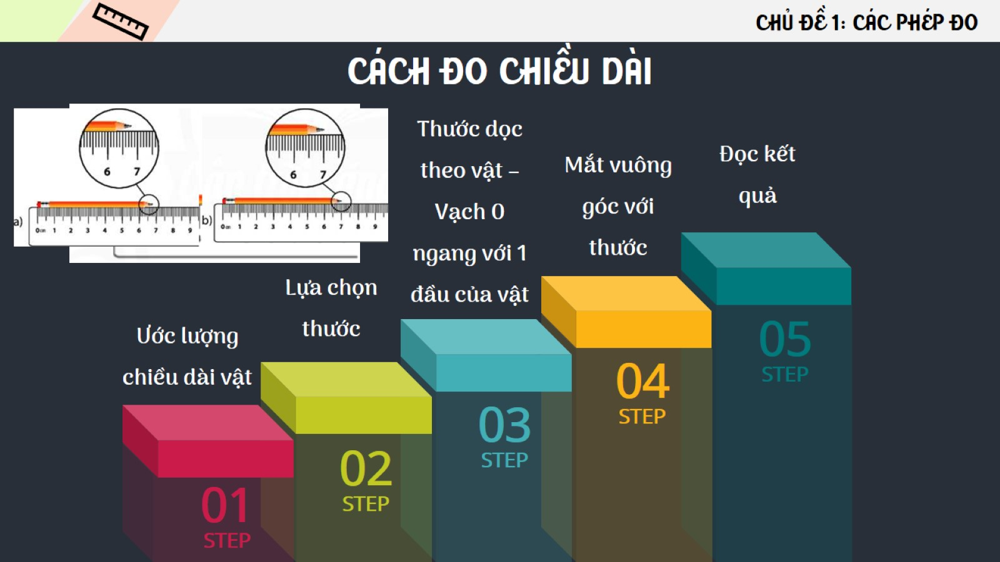 CHỦ ĐỀ 1: CÁC PHÉP ĐO
CÁCH ĐO CHIỀU DÀI
6 7
a)
0cm 1 2 3 4 5 6 7 8 9
6 7
b)
0cm 1 2 3 4 5 6 7 8 9
Ước lượng
chiều dài vật
01
STEP
Lựa chọn
thước
02
STEP
Thước dọc
theo vật –
Vạch 0
ngang với 1
đầu của vật
03
STEP
Mắt vuông
góc với
thước
04
STEP
Đọc kết
quả
05
STEP